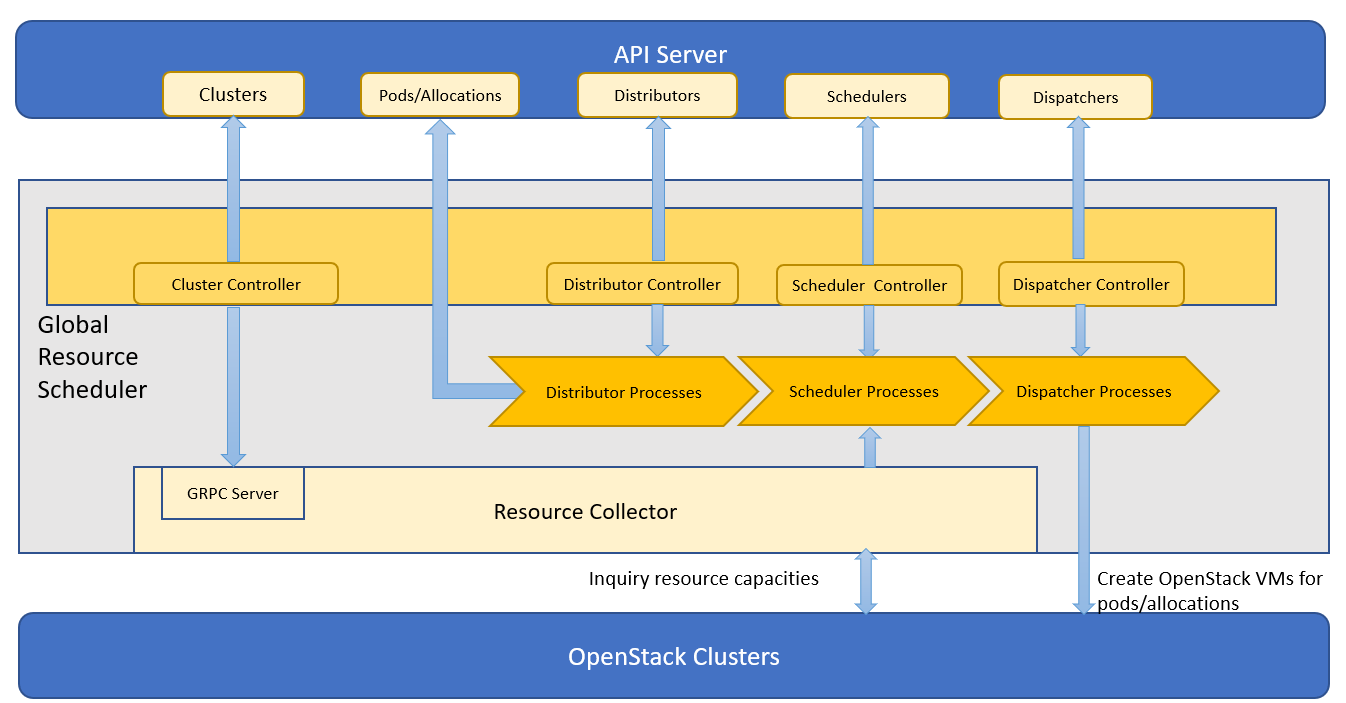 API Server
Clusters
Pods/Allocations
Distributors
Schedulers
Dispatchers
Cluster Controller
Distributor Controller
Scheduler  Controller
Dispatcher Controller
Global
Resource
Scheduler
Distributor Processes
Scheduler Processes
Dispatcher Processes
GRPC Server
Resource Collector
Inquiry resource capacities
Create OpenStack VMs for
pods/allocations
OpenStack Clusters